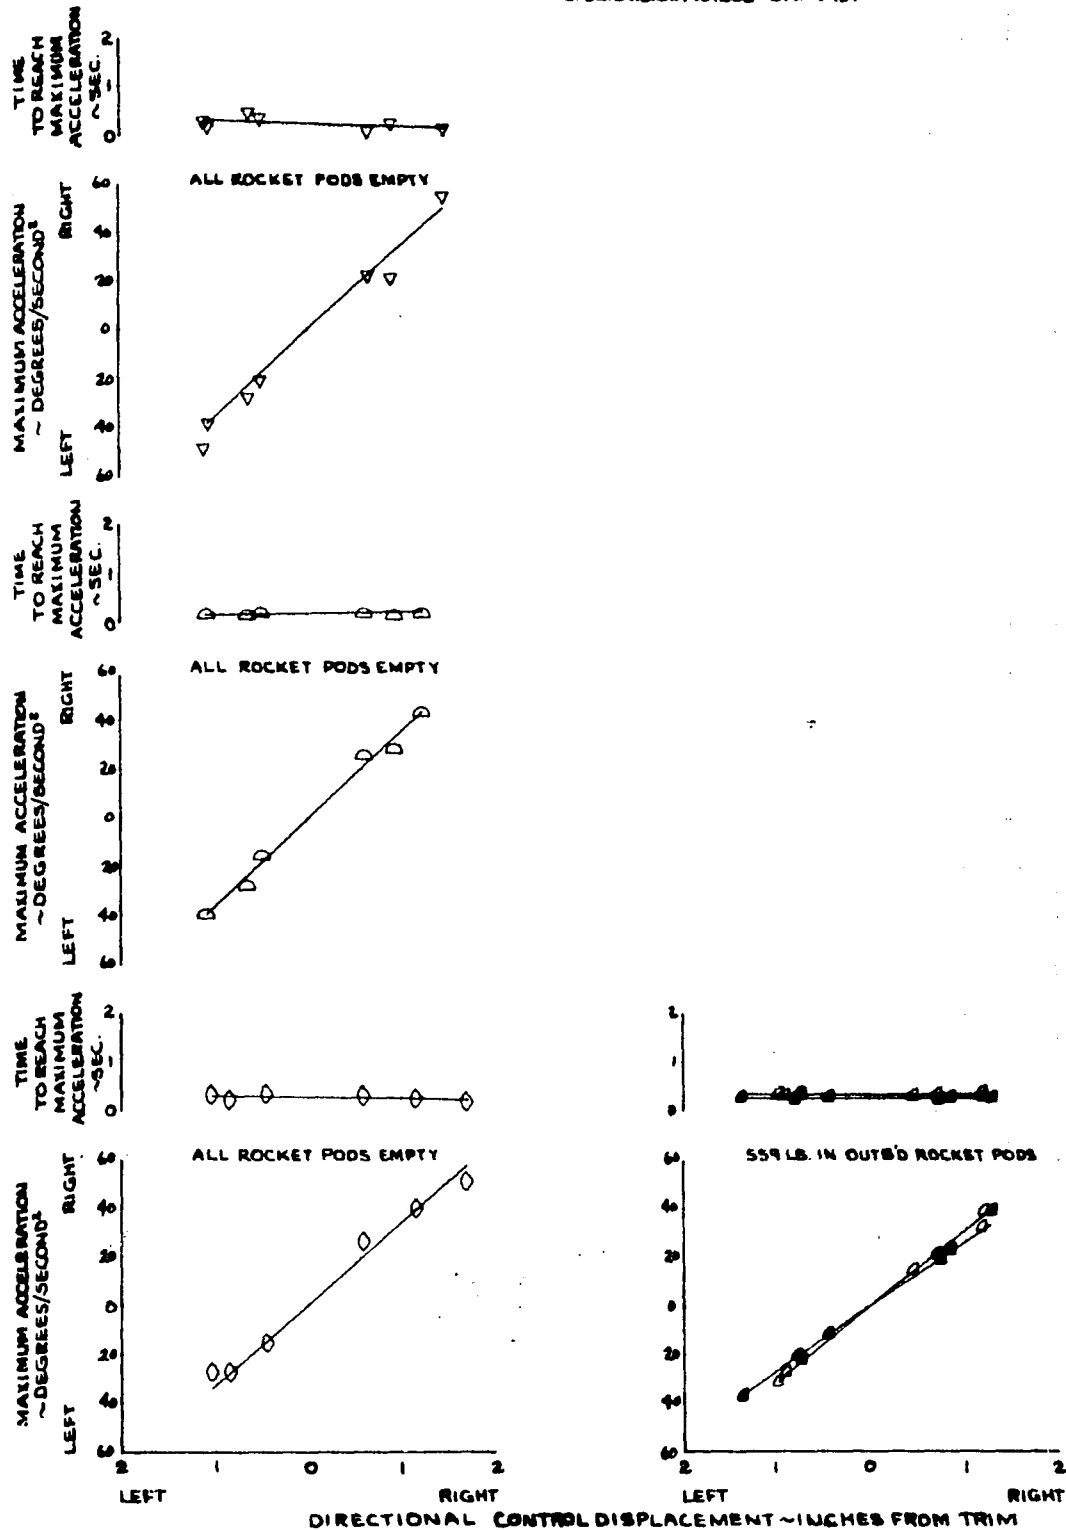 TIME
TO REACH
MAXIMUM
ACCELERATION
~SEC.
2
1
0
ALL ROCKET PODS EMPTY
MAXIMUM ACCELERATION
~ DEGREES/SECOND²
RIGHT
LEFT
60
40
20
0
20
40
60
TIME
TO REACH
MAXIMUM
ACCELERATION
~SEC.
2
1
0
ALL ROCKET PODS EMPTY
MAXIMUM ACCELERATION
~DEGREES/SECOND²
RIGHT
LEFT
60
40
20
0
20
40
60
TIME
TO REACH
MAXIMUM
ACCELERATION
~SEC.
2
1
0
2
1
0
ALL ROCKET PODS EMPTY
MAXIMUM ACCELERATION
~DEGREES/SECOND²
RIGHT
LEFT
60
40
20
0
20
40
60
559 LB. IN OUTB'D ROCKET PODS
60
40
20
0
20
40
60
2 1 0 1 2
LEFT RIGHT
2 1 0 1 2
LEFT RIGHT
DIRECTIONAL CONTROL DISPLACEMENT ~INCHES FROM TRIM